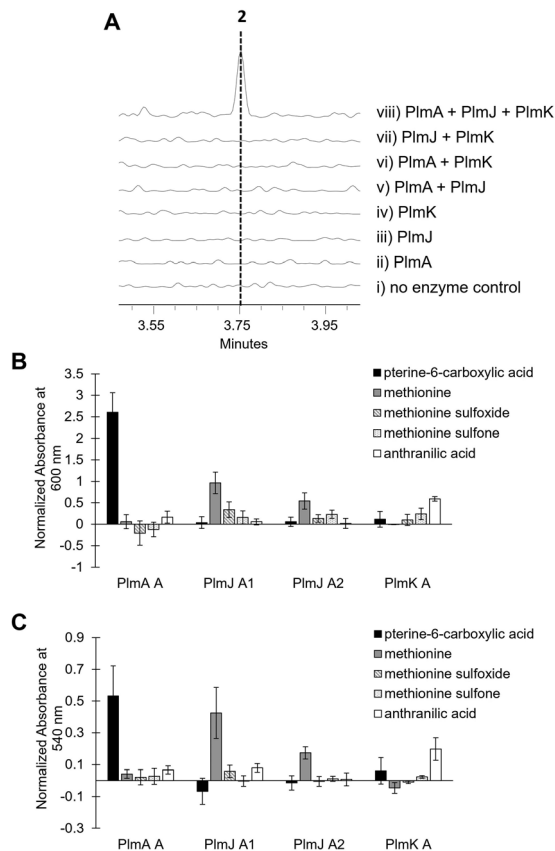 A
2
viii) PlmA + PlmJ + PlmK
vii) PlmJ + PlmK
vi) PlmA + PlmK
v) PlmA + PlmJ
iv) PlmK
iii) PlmJ
ii) PlmA
i) no enzyme control
3.55 3.75 3.95
Minutes
B
Normalized Absorbance at
600 nm
3.5
3
2.5
2
1.5
1
0.5
0
-0.5
-1
pterine-6-carboxylic acid
methionine
methionine sulfoxide
methionine sulfone
anthranilic acid
PlmA A PlmJ A1 PlmJ A2 PlmK A
C
Normalized Absorbance at
540 nm
0.9
0.7
0.5
0.3
0.1
-0.1
-0.3
pterine-6-carboxylic acid
methionine
methionine sulfoxide
methionine sulfone
anthranilic acid
PlmA A PlmJ A1 PlmJ A2 PlmK A